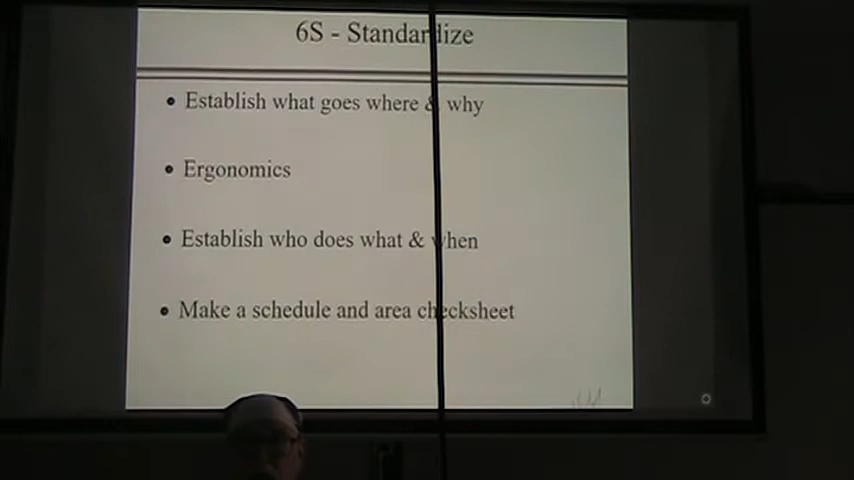 6S - Standardize
• Establish what goes where & why
• Ergonomics
• Establish who does what & when
• Make a schedule and area checksheet